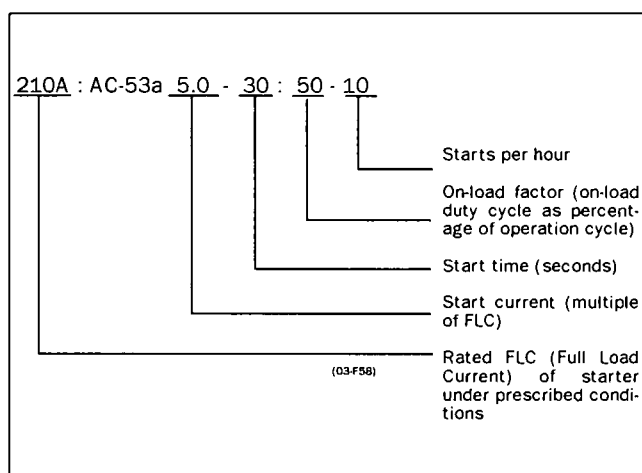 210A : AC-53a 5.0 - 30 : 50 - 10
Starts per hour
On-load factor (on-load
duty cycle as percent-
age of operation cycle)
Start time (seconds)
Start current (multiple
of FLC)
Rated FLC (Full Load
Current) of starter
under prescribed condi-
tions
(03-F58)